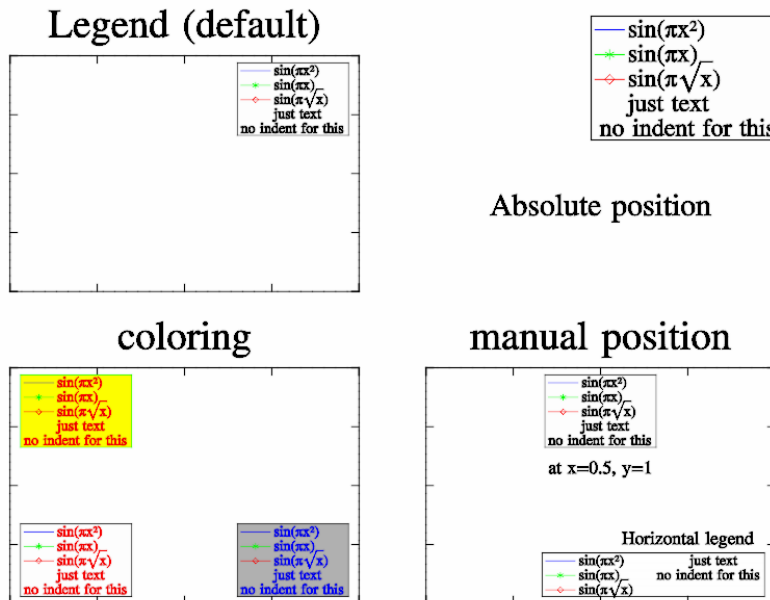 Legend (default)
sin(πx²)
sin(πx)
sin(π√x)
just text
no indent for this
sin(πx²)
sin(πx)
sin(π√x)
just text
no indent for this
Absolute position
coloring
sin(πx²)
sin(πx)
sin(π√x)
just text
no indent for this
sin(πx²)
sin(πx)
sin(π√x)
just text
no indent for this
sin(πx²)
sin(πx)
sin(π√x)
just text
no indent for this
manual position
sin(πx²)
sin(πx)
sin(π√x)
just text
no indent for this
at x=0.5, y=1
Horizontal legend
sin(πx²) just text
sin(πx) no indent for this
sin(π√x)